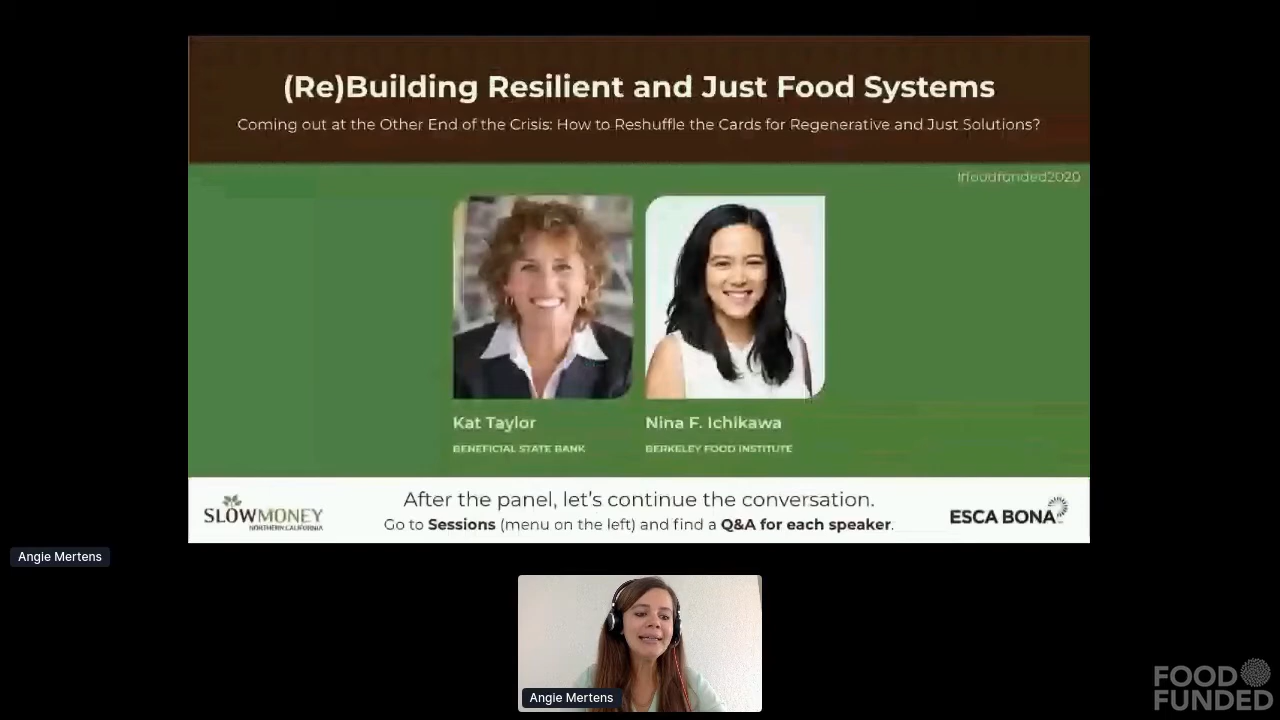 (Re)Building Resilient and Just Food Systems
Coming out at the Other End of the Crisis: How to Reshuffle the Cards for Regenerative and Just Solutions?
#foodfunded2020
Kat Taylor
BENEFICIAL STATE BANK
Nina F. Ichikawa
BERKELEY FOOD INSTITUTE
SLOW MONEY
NORTHERN CALIFORNIA
After the panel, let's continue the conversation.
Go to Sessions (menu on the left) and find a Q&A for each speaker.
ESCA BONA
Angie Mertens
Angie Mertens
FOOD
FUNDED